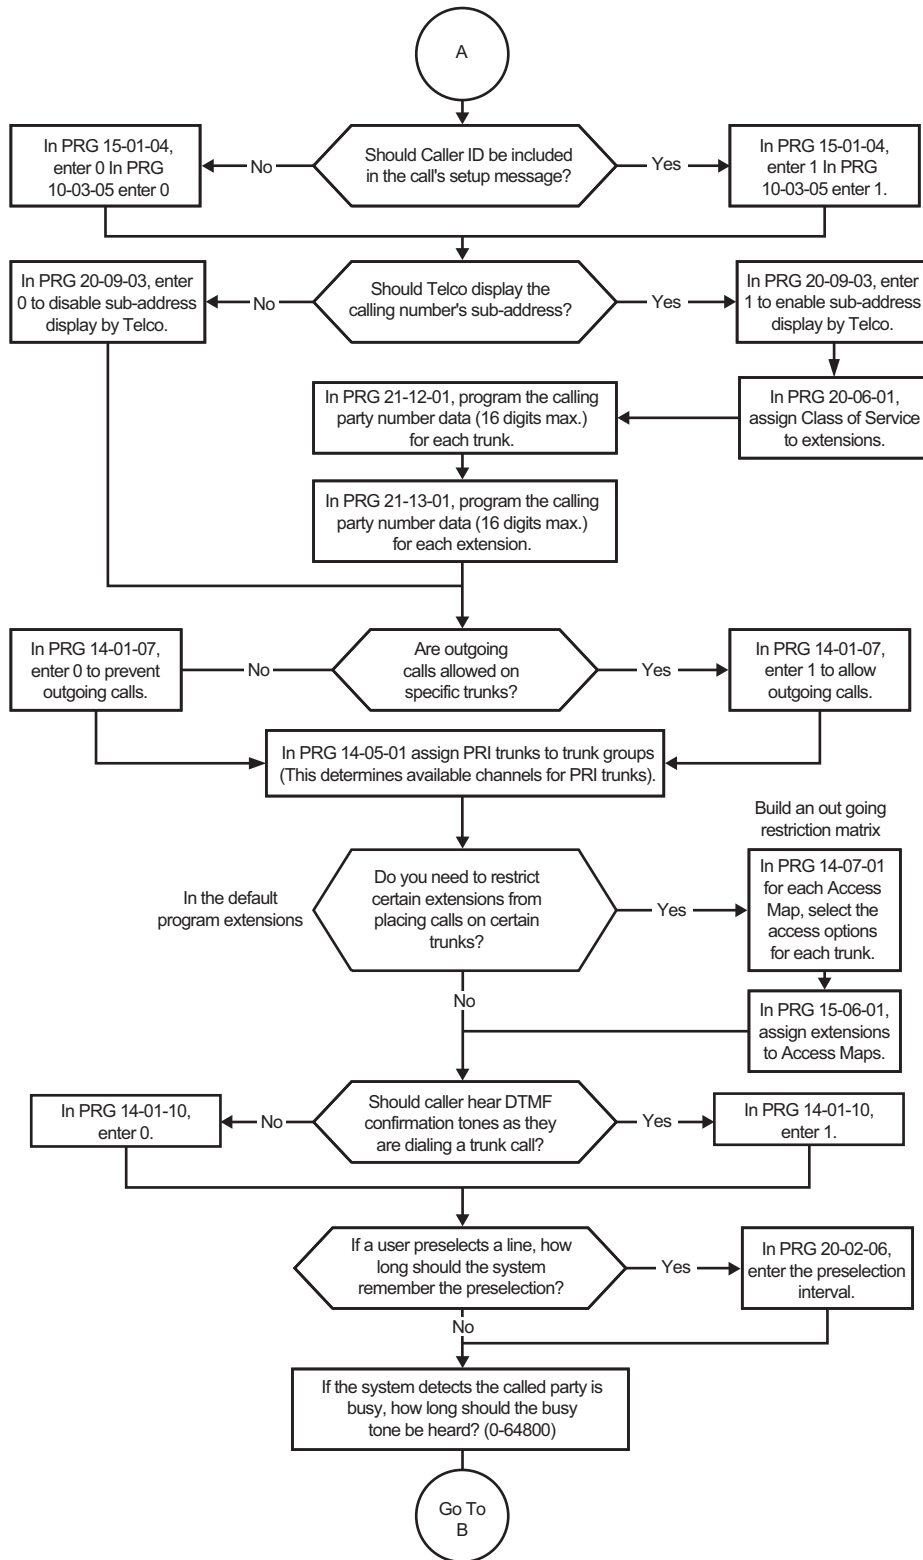 A
Should Caller ID be included
in the call's setup message?
No
Yes
In PRG 15-01-04,
enter 0 In PRG
10-03-05 enter 0
In PRG 15-01-04,
enter 1 In PRG
10-03-05 enter 1.
Should Telco display the
calling number's sub-address?
No
Yes
In PRG 20-09-03, enter
0 to disable sub-address
display by Telco.
In PRG 20-09-03, enter
1 to enable sub-address
display by Telco.
In PRG 20-06-01,
assign Class of Service
to extensions.
In PRG 21-12-01, program the calling
party number data (16 digits max.)
for each trunk.
In PRG 21-13-01, program the calling
party number data (16 digits max.)
for each extension.
Are outgoing
calls allowed on
specific trunks?
No
Yes
In PRG 14-01-07,
enter 0 to prevent
outgoing calls.
In PRG 14-01-07,
enter 1 to allow
outgoing calls.
In PRG 14-05-01 assign PRI trunks to trunk groups
(This determines available channels for PRI trunks).
In the default
program extensions
Do you need to restrict
certain extensions from
placing calls on certain
trunks?
Yes
No
Build an out going
restriction matrix
In PRG 14-07-01
for each Access
Map, select the
access options
for each trunk.
In PRG 15-06-01,
assign extensions
to Access Maps.
Should caller hear DTMF
confirmation tones as they
are dialing a trunk call?
No
Yes
In PRG 14-01-10,
enter 0.
In PRG 14-01-10,
enter 1.
If a user preselects a line, how
long should the system
remember the preselection?
Yes
No
In PRG 20-02-06,
enter the preselection
interval.
If the system detects the called party is
busy, how long should the busy
tone be heard? (0-64800)
Go To
B